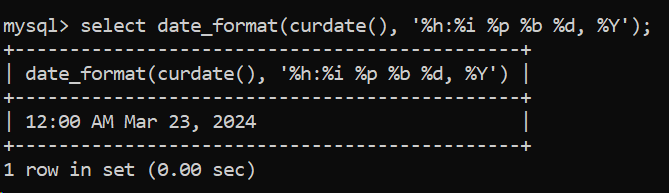 mysql> select date_format(curdate(), '%h:%i %p %b %d, %Y');
+----------------------------------------------+
| date_format(curdate(), '%h:%i %p %b %d, %Y') |
+----------------------------------------------+
| 12:00 AM Mar 23, 2024                        |
+----------------------------------------------+
1 row in set (0.00 sec)